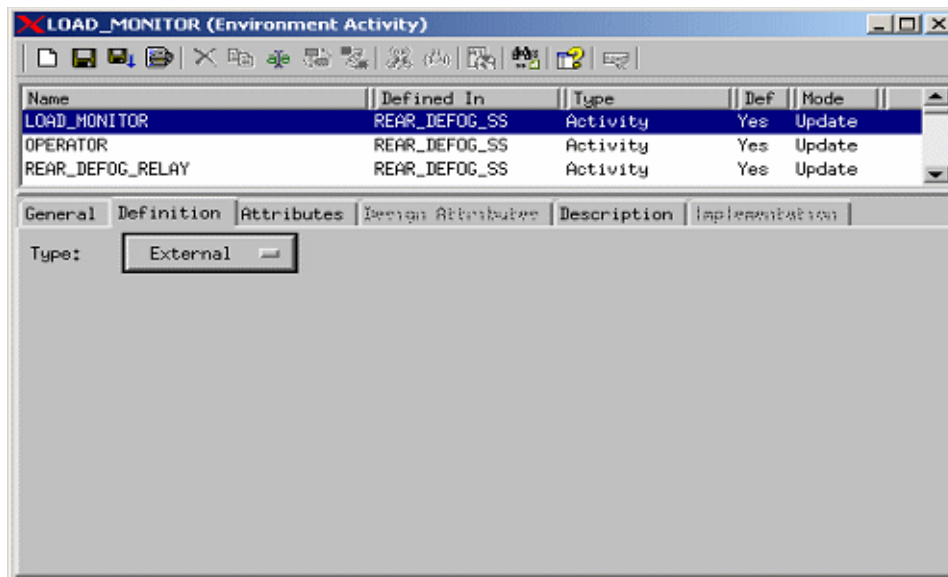 LOAD_MONITOR (Environment Activity)
Name Defined In Type Def Mode
LOAD_MONITOR REAR_DEFOG_SS Activity Yes Update
OPERATOR REAR_DEFOG_SS Activity Yes Update
REAR_DEFOG_RELAY REAR_DEFOG_SS Activity Yes Update
General Definition Attributes Design Attributes Description Implementation
Type: External